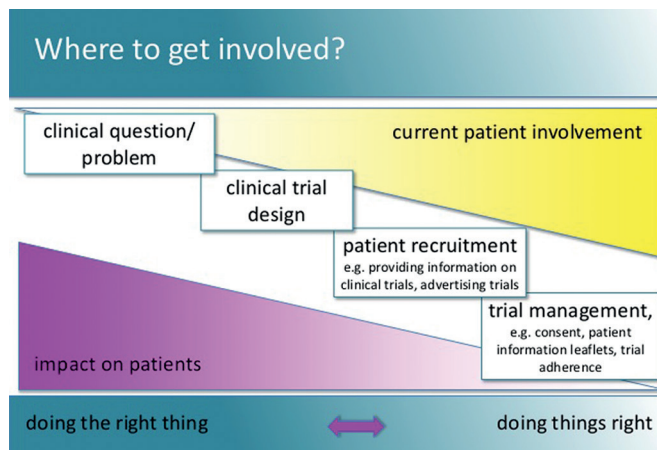 Where to get involved?
clinical question/
problem
current patient involvement
clinical trial
design
patient recruitment
e.g. providing information on
clinical trials, advertising trials
trial management,
e.g. consent, patient
information leaflets, trial
adherence
impact on patients
doing the right thing
doing things right